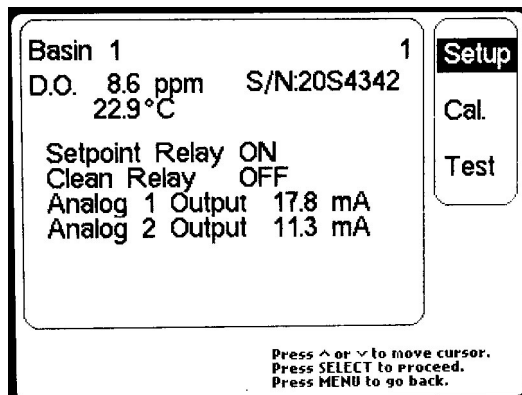 Basin 1 1
D.O. 8.6 ppm S/N:20S4342
22.9°C
Setpoint Relay ON
Clean Relay OFF
Analog 1 Output 17.8 mA
Analog 2 Output 11.3 mA
Setup
Cal.
Test
Press ^ or ˅ to move cursor.
Press SELECT to proceed.
Press MENU to go back.